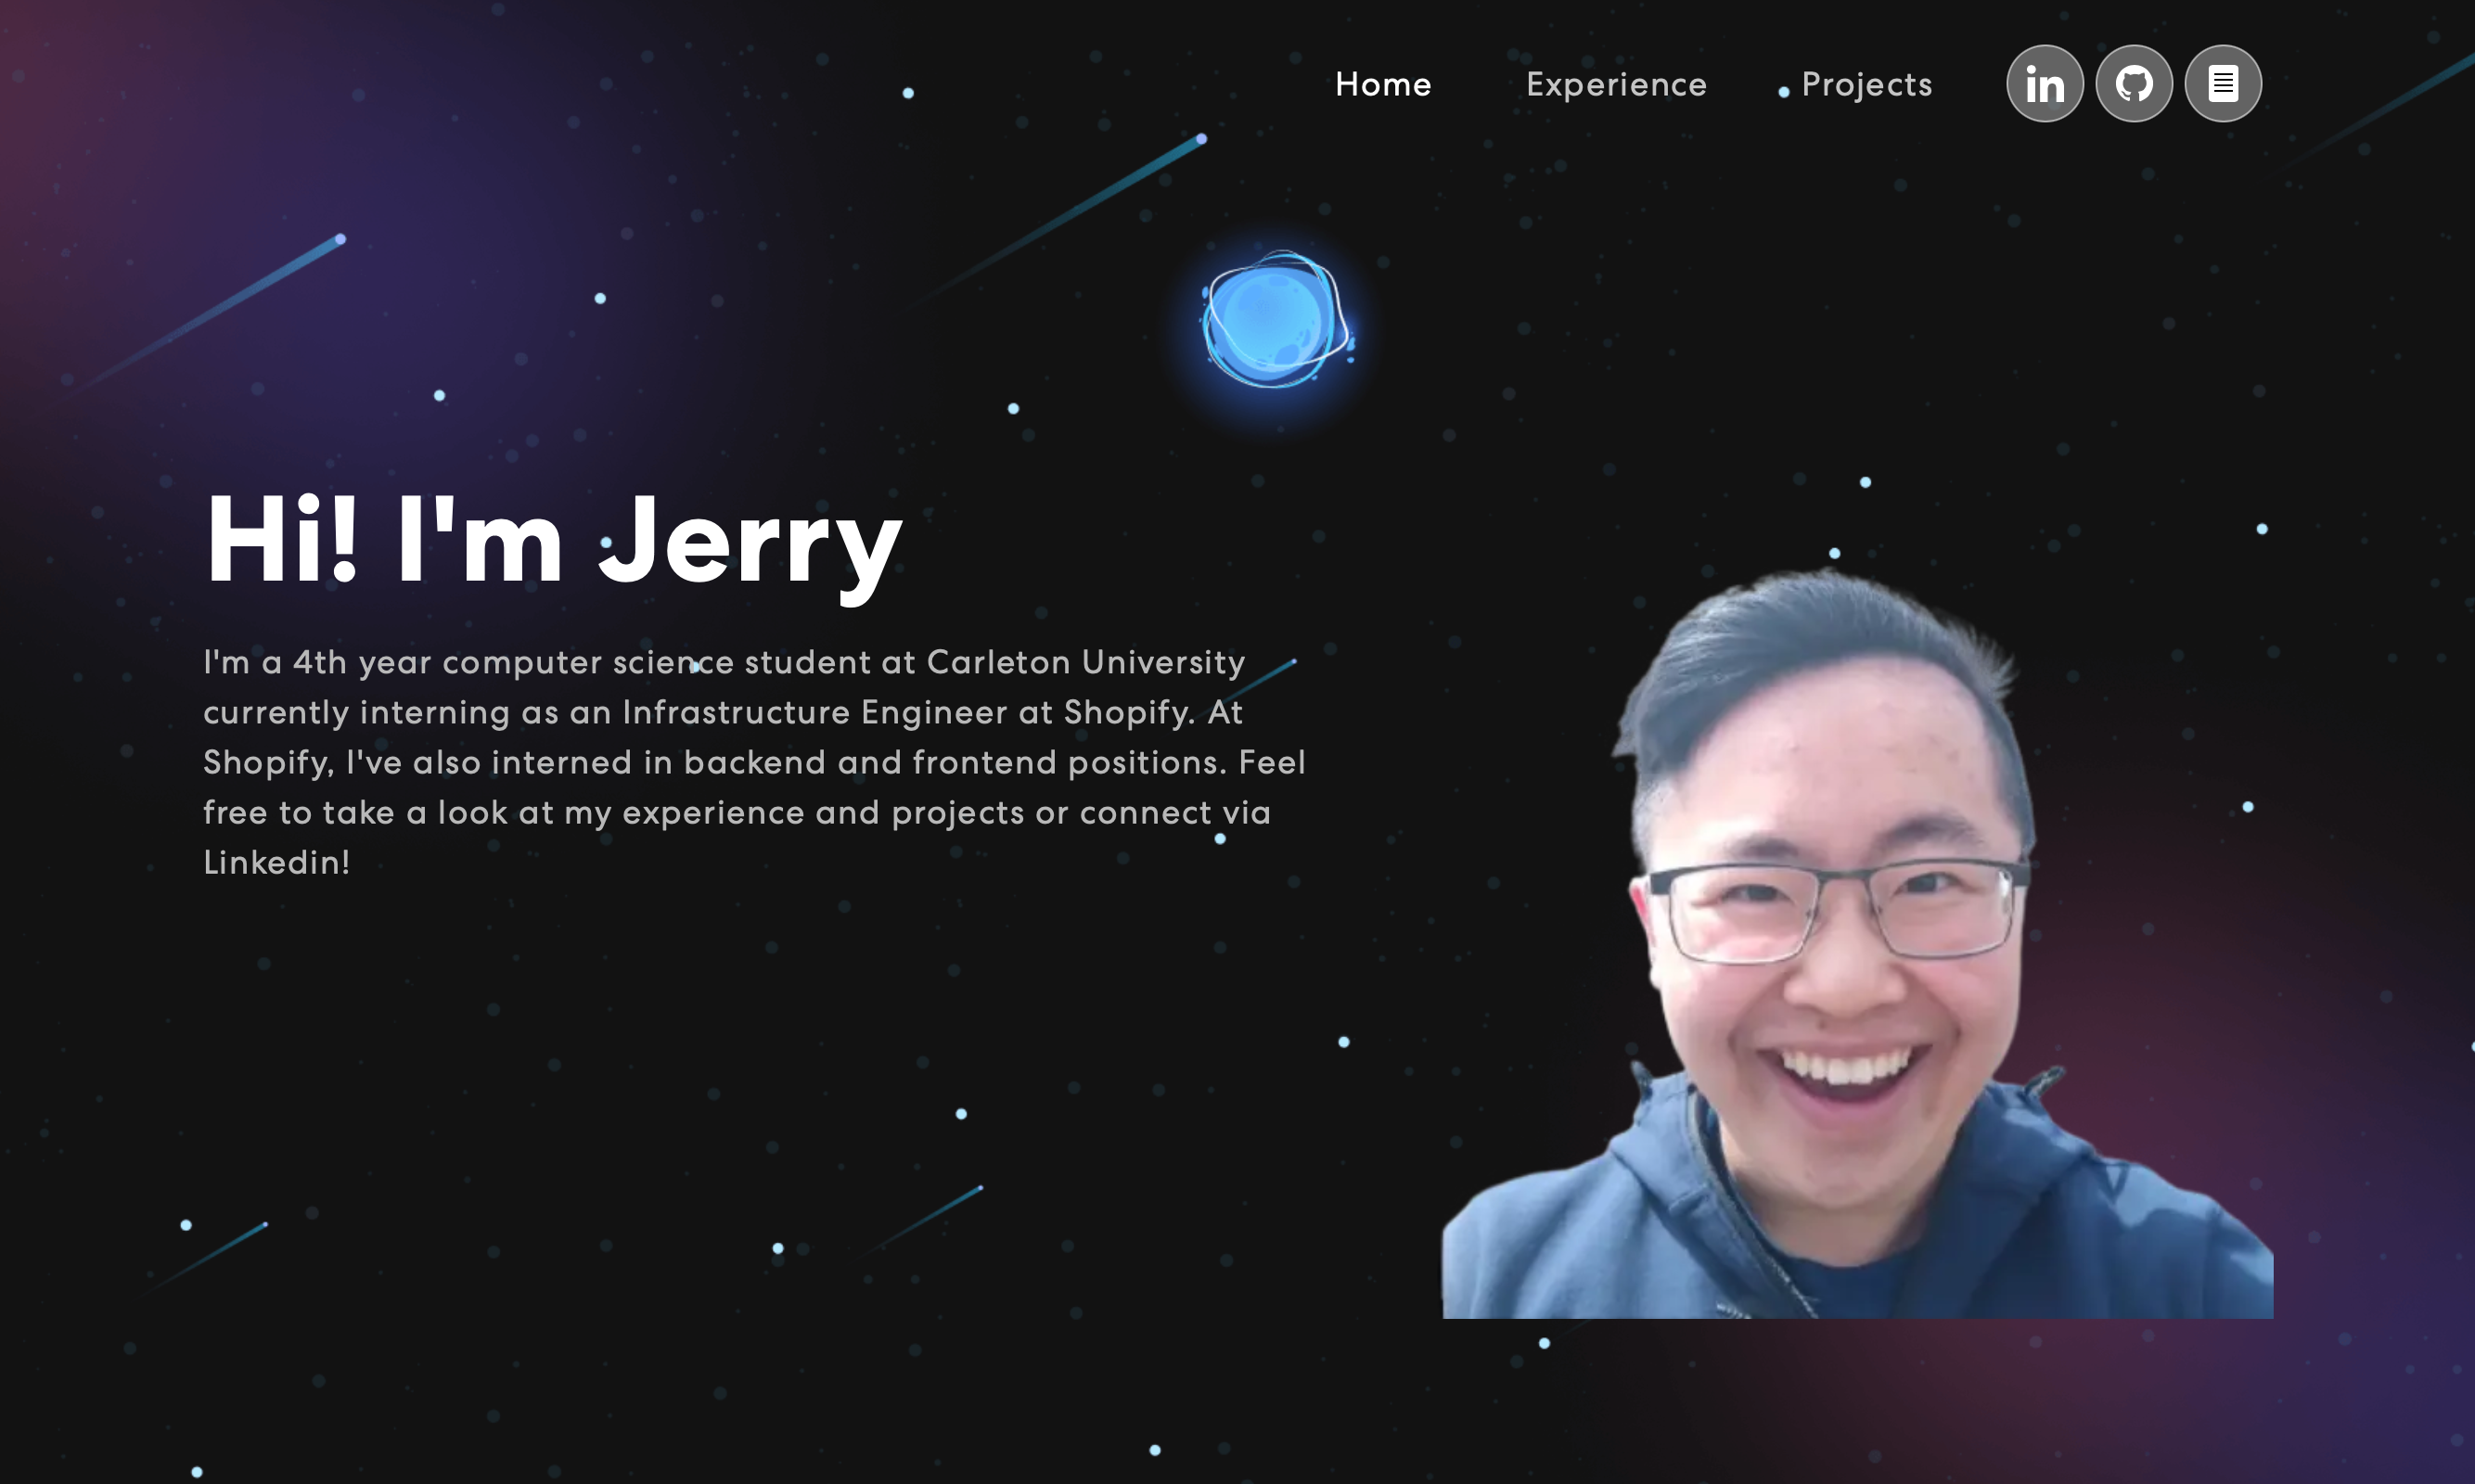 Home
Experience
Projects
in
Hi! I'm Jerry
I'm a 4th year computer science student at Carleton University
currently interning as an Infrastructure Engineer at Shopify. At
Shopify, I've also interned in backend and frontend positions. Feel
free to take a look at my experience and projects or connect via
Linkedin!